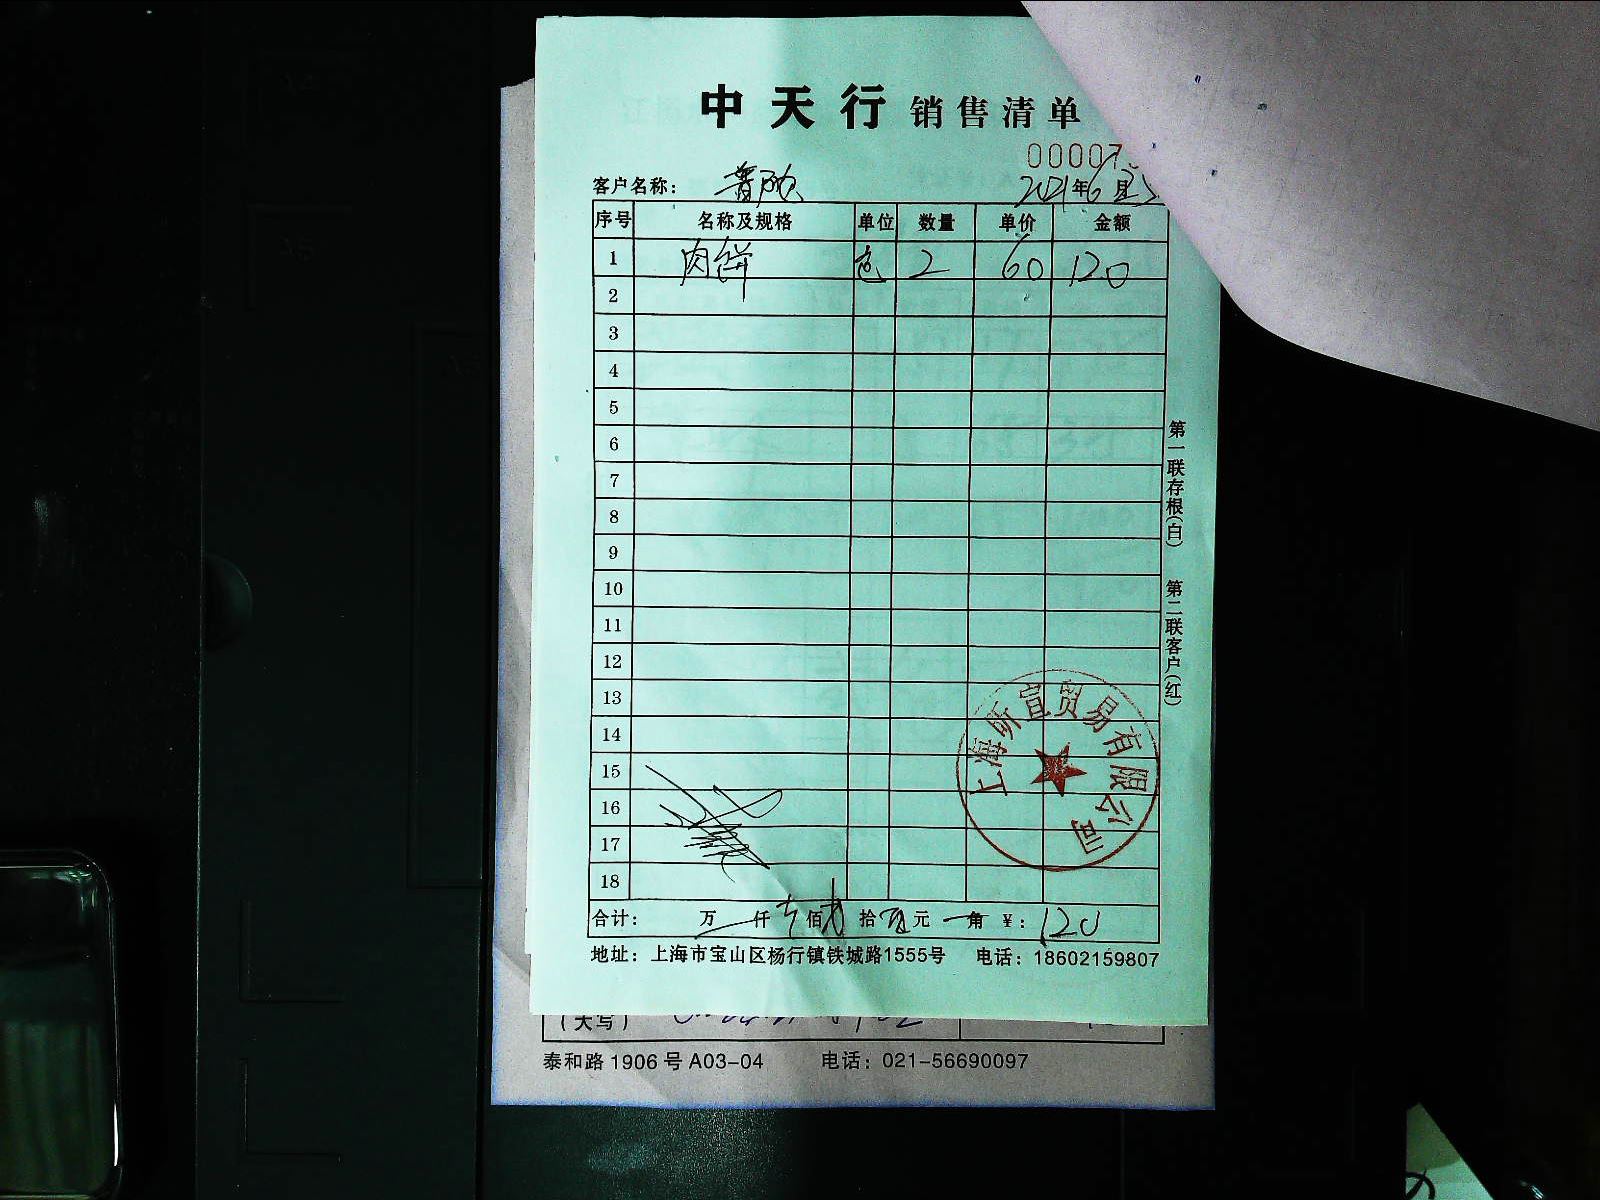 中天行 销售清单
00007
客户名称： 2021年6月
序号 名称及规格 单位 数量 单价 金额
1 肉饼 包 2 60 120
2
3
4
5
6
7
8
9
10
11
12
13
14
15
16
17
18
合计： 万 仟 佰 拾 元 角 ¥：120
地址：上海市宝山区杨行镇铁城路1555号 电话：18602159807
第一联存根(白) 第二联客户(红)
上海昕宣贸易有限公司
(大写)
泰和路1906号A03-04 电话：021-56690097